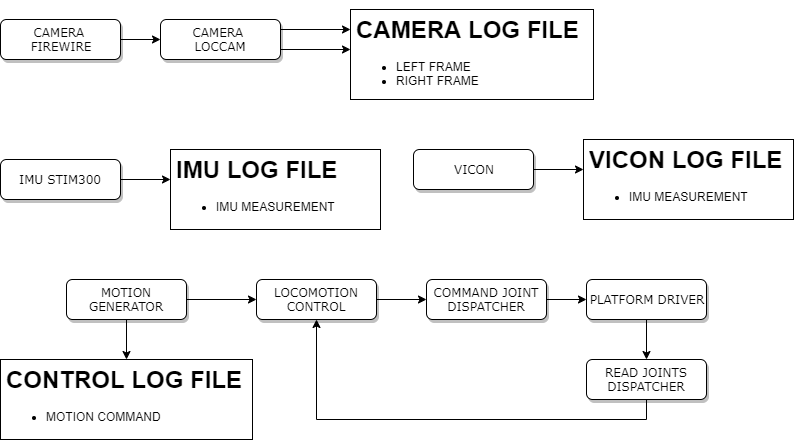 CAMERA
FIREWIRE
CAMERA
LOCCAM
CAMERA LOG FILE
LEFT FRAME
RIGHT FRAME
IMU STIM300
IMU LOG FILE
IMU MEASUREMENT
VICON
VICON LOG FILE
IMU MEASUREMENT
MOTION
GENERATOR
LOCOMOTION
CONTROL
COMMAND JOINT
DISPATCHER
PLATFORM DRIVER
READ JOINTS
DISPATCHER
CONTROL LOG FILE
MOTION COMMAND